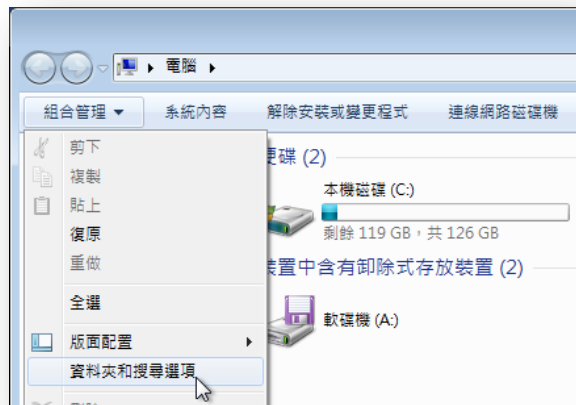 電腦
組合管理 系統內容 解除安裝或變更程式 連線網路磁碟機
剪下
複製
貼上
復原
重做
全選
版面配置
資料夾和搜尋選項
硬碟 (2)
本機磁碟 (C:)
剩餘 119 GB，共 126 GB
裝置中含有卸除式存放裝置 (2)
軟碟機 (A:)